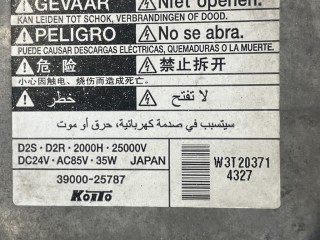 GEVAAR Niet openen.
KAN LEIDEN TOT SCHOK, VERBRANDINGEN OF DOOD.
PELIGRO No se abra.
PUEDE CAUSAR DESCARGAS ELÉCTRICAS, QUEMADURAS O LA MUERTE.
危险 禁止拆开
小心因触电、烧伤而造成死亡。
خطر لا تفتح
سيتسبب في صدمة كهربائية، حرق أو موت
D2S・D2R・2000H・25000V
DC24V・AC85V・35W JAPAN
39000-25787
KOITO
W3T20371
4327